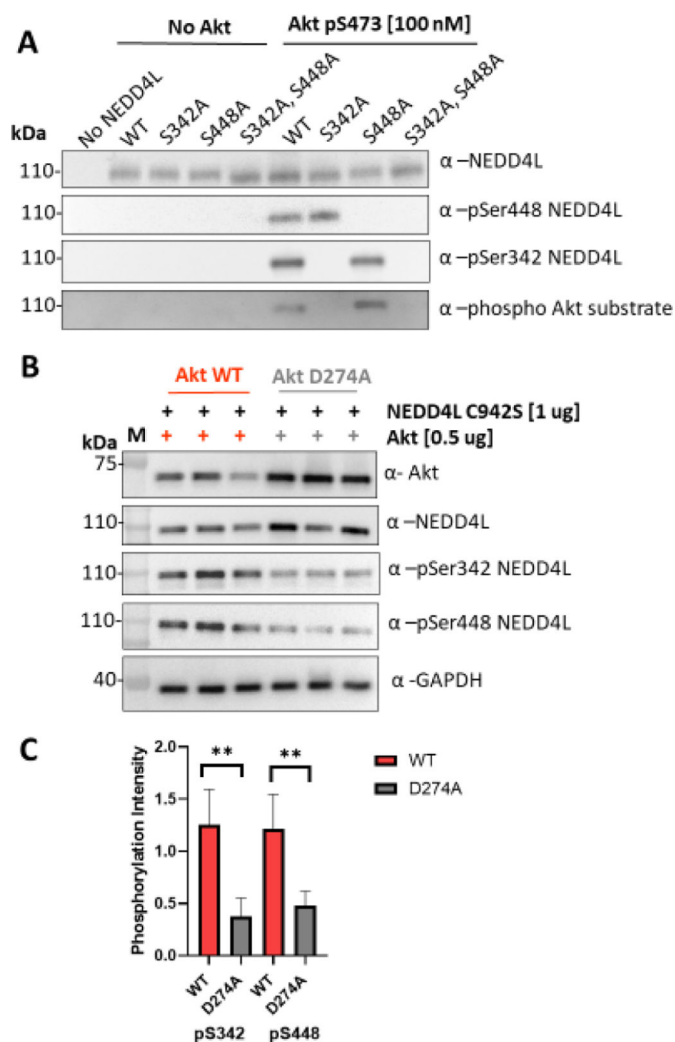 A
No Akt
Akt pS473 [100 nM]
No NEDD4L
WT
S342A
S448A
S342A, S448A
WT
S342A
S448A
S342A, S448A
kDa
110- α –NEDD4L
110- α –pSer448 NEDD4L
110- α –pSer342 NEDD4L
110- α –phospho Akt substrate
B
Akt WT Akt D274A
+ + + + + + NEDD4L C942S [1 ug]
kDa M + + + + + + Akt [0.5 ug]
75- α- Akt
110- α –NEDD4L
110- α –pSer342 NEDD4L
110- α –pSer448 NEDD4L
40- α -GAPDH
C
Phosphorylation Intensity
2.0
1.5
1.0
0.5
0.0
** **
WT
D274A
WT
D274A
WT
D274A
pS342 pS448